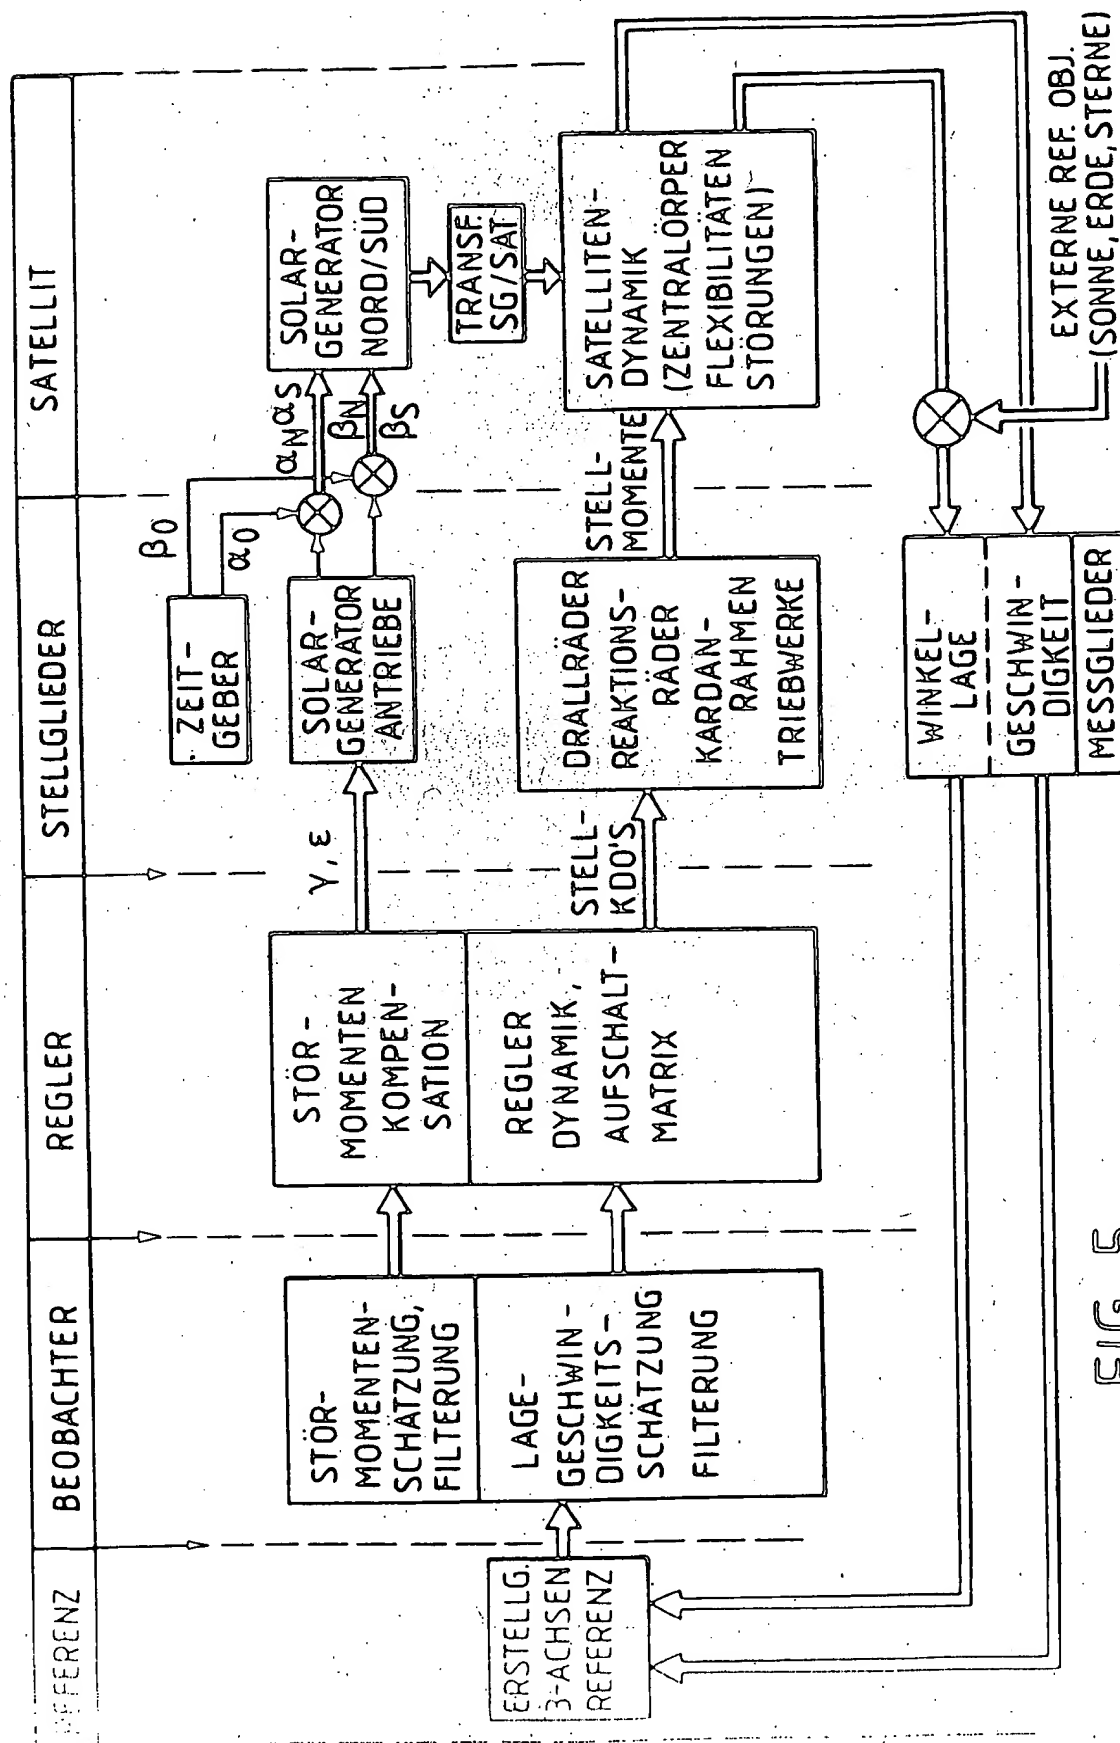 REFERENZ
BEOBACHTER
REGLER
STELLGLIEDER
SATELLIT
ERSTELLG.
3-ACHSEN
REFERENZ
STÖR-
MOMENTEN-
SCHÄTZUNG,
FILTERUNG
LAGE-
GESCHWIN-
DIGKEITS-
SCHÄTZUNG
FILTERUNG
STÖR-
MOMENTEN
KOMPEN-
SATION
REGLER
DYNAMIK,
AUFSCHALT-
MATRIX
γ, ε
STELL-
KDO'S
ZEIT
GEBER
β0
α0
SOLAR-
GENERATOR
ANTRIEBE
DRALLRÄDER
REAKTIONS-
RÄDER
KARDAN-
RAHMEN
TRIEBWERKE
STELL-
MOMENTE
αN αS
βN
βS
SOLAR-
GENERATOR
NORD/SÜD
TRANSF.
SG/SAT
SATELLITEN-
DYNAMIK
(ZENTRALÖRPER
FLEXIBILITÄTEN
STÖRUNGEN)
WINKEL-
LAGE
GESCHWIN-
DIGKEIT
MESSGLIEDER
EXTERNE REF. OBJ.
(SONNE, ERDE, STERNE)
FIG. 5